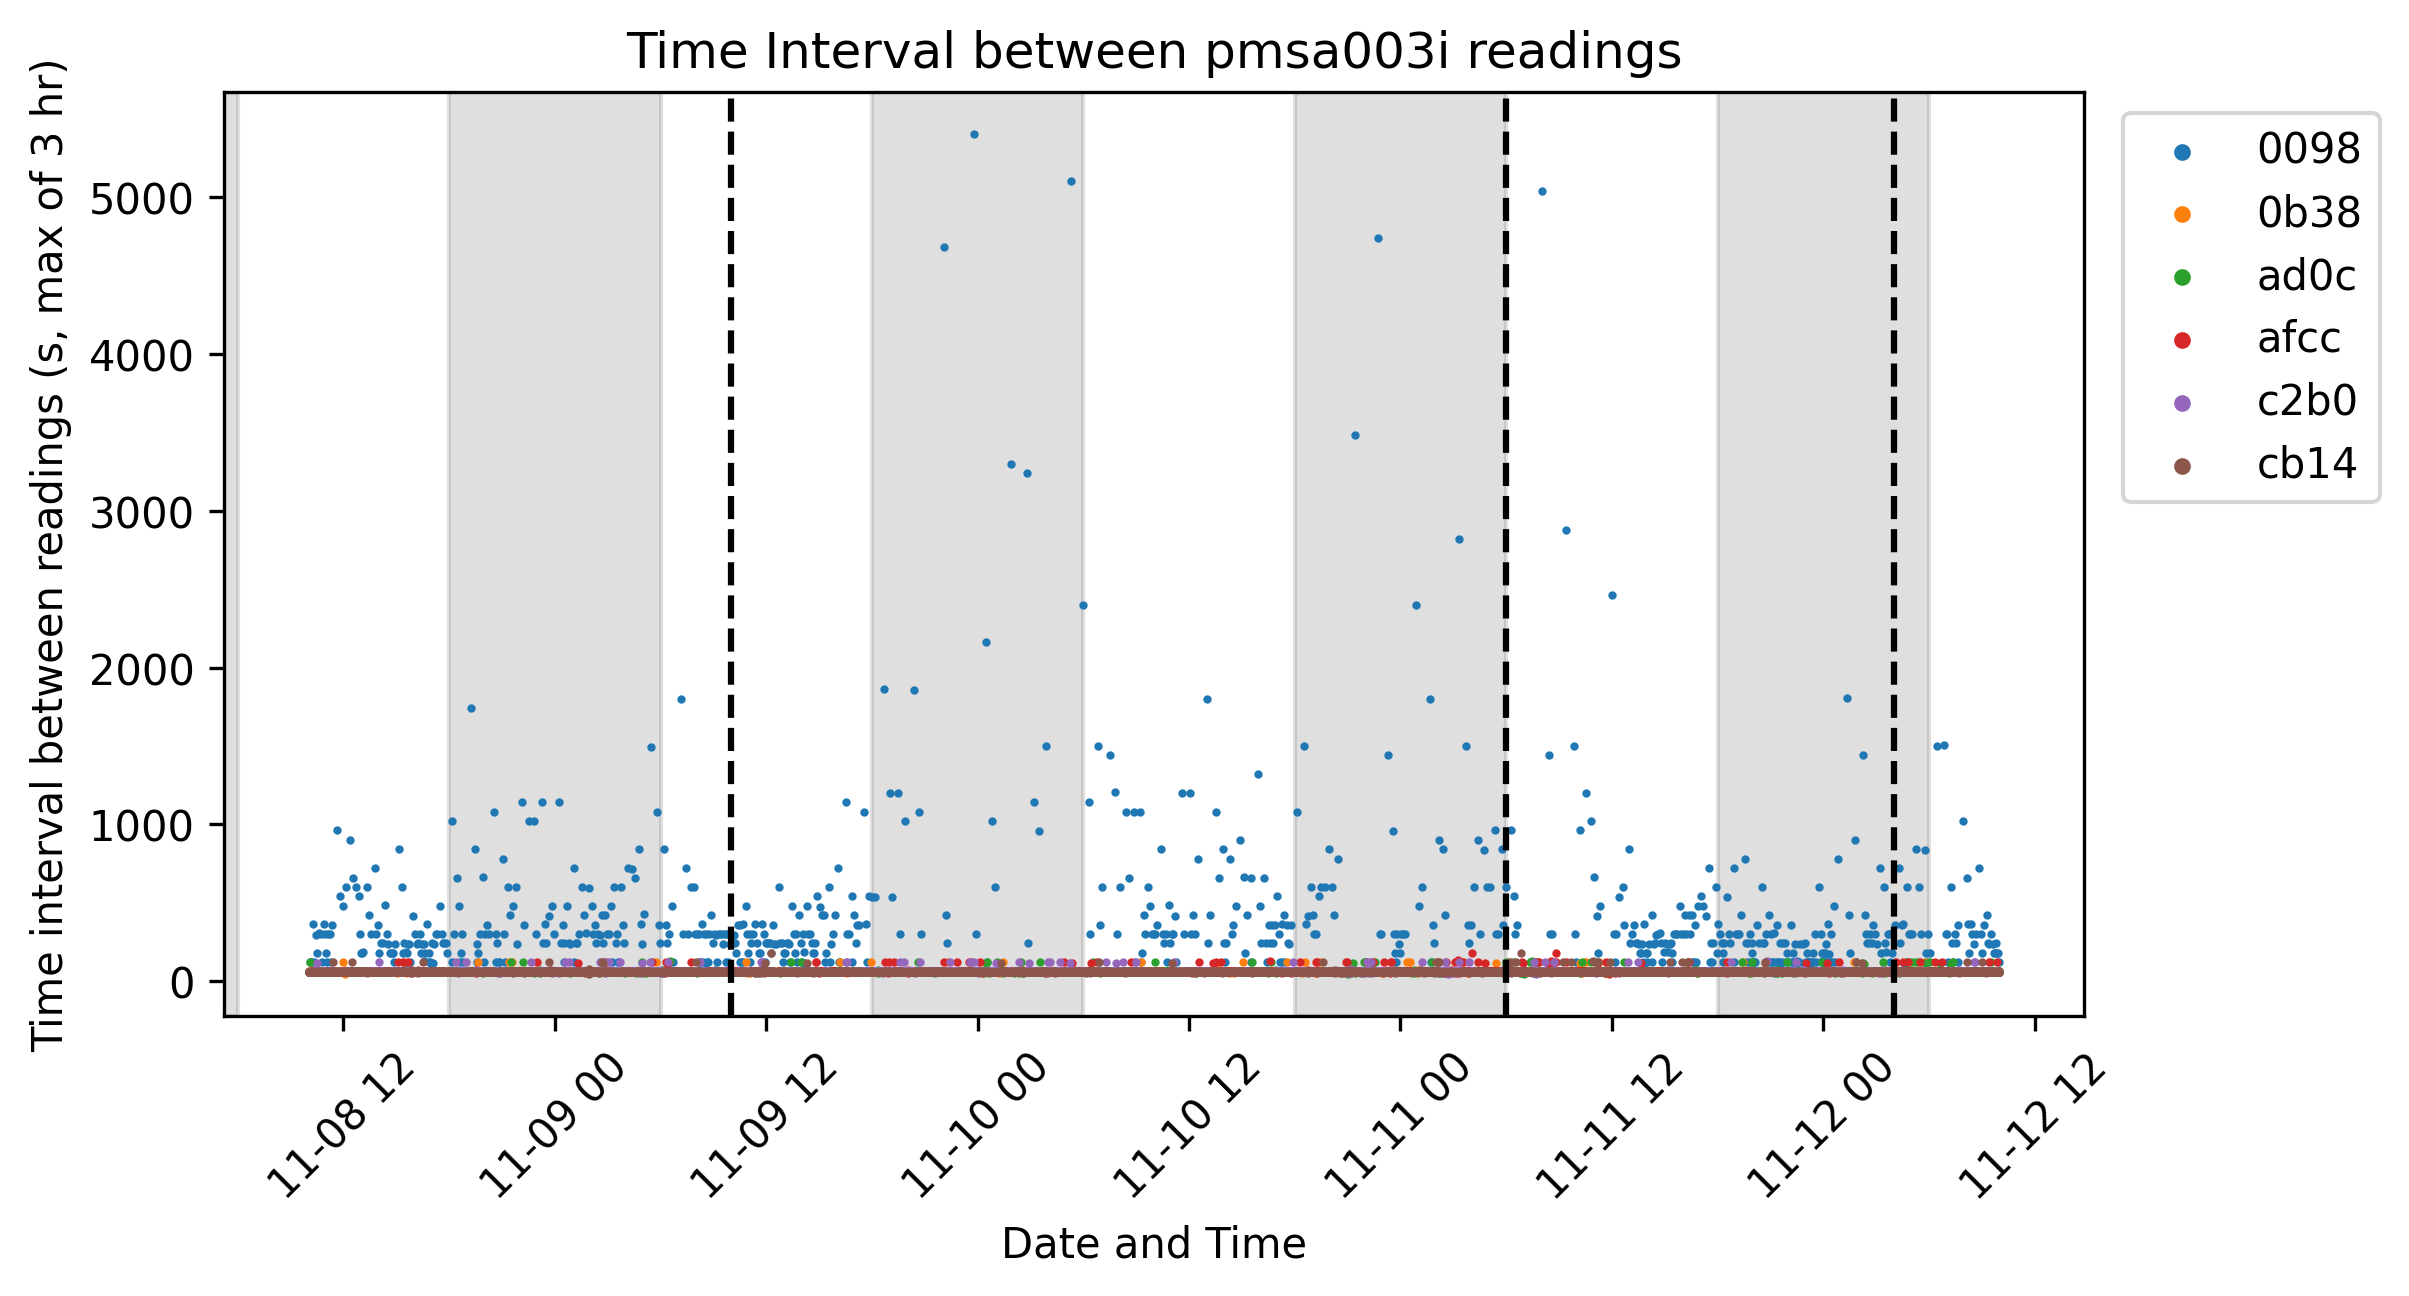 Time Interval between pmsa003i readings
Time interval between readings (s, max of 3 hr)
5000
4000
3000
2000
1000
0
11-08 12
11-09 00
11-09 12
11-10 00
11-10 12
11-11 00
11-11 12
11-12 00
11-12 12
Date and Time
0098
0b38
ad0c
afcc
c2b0
cb14